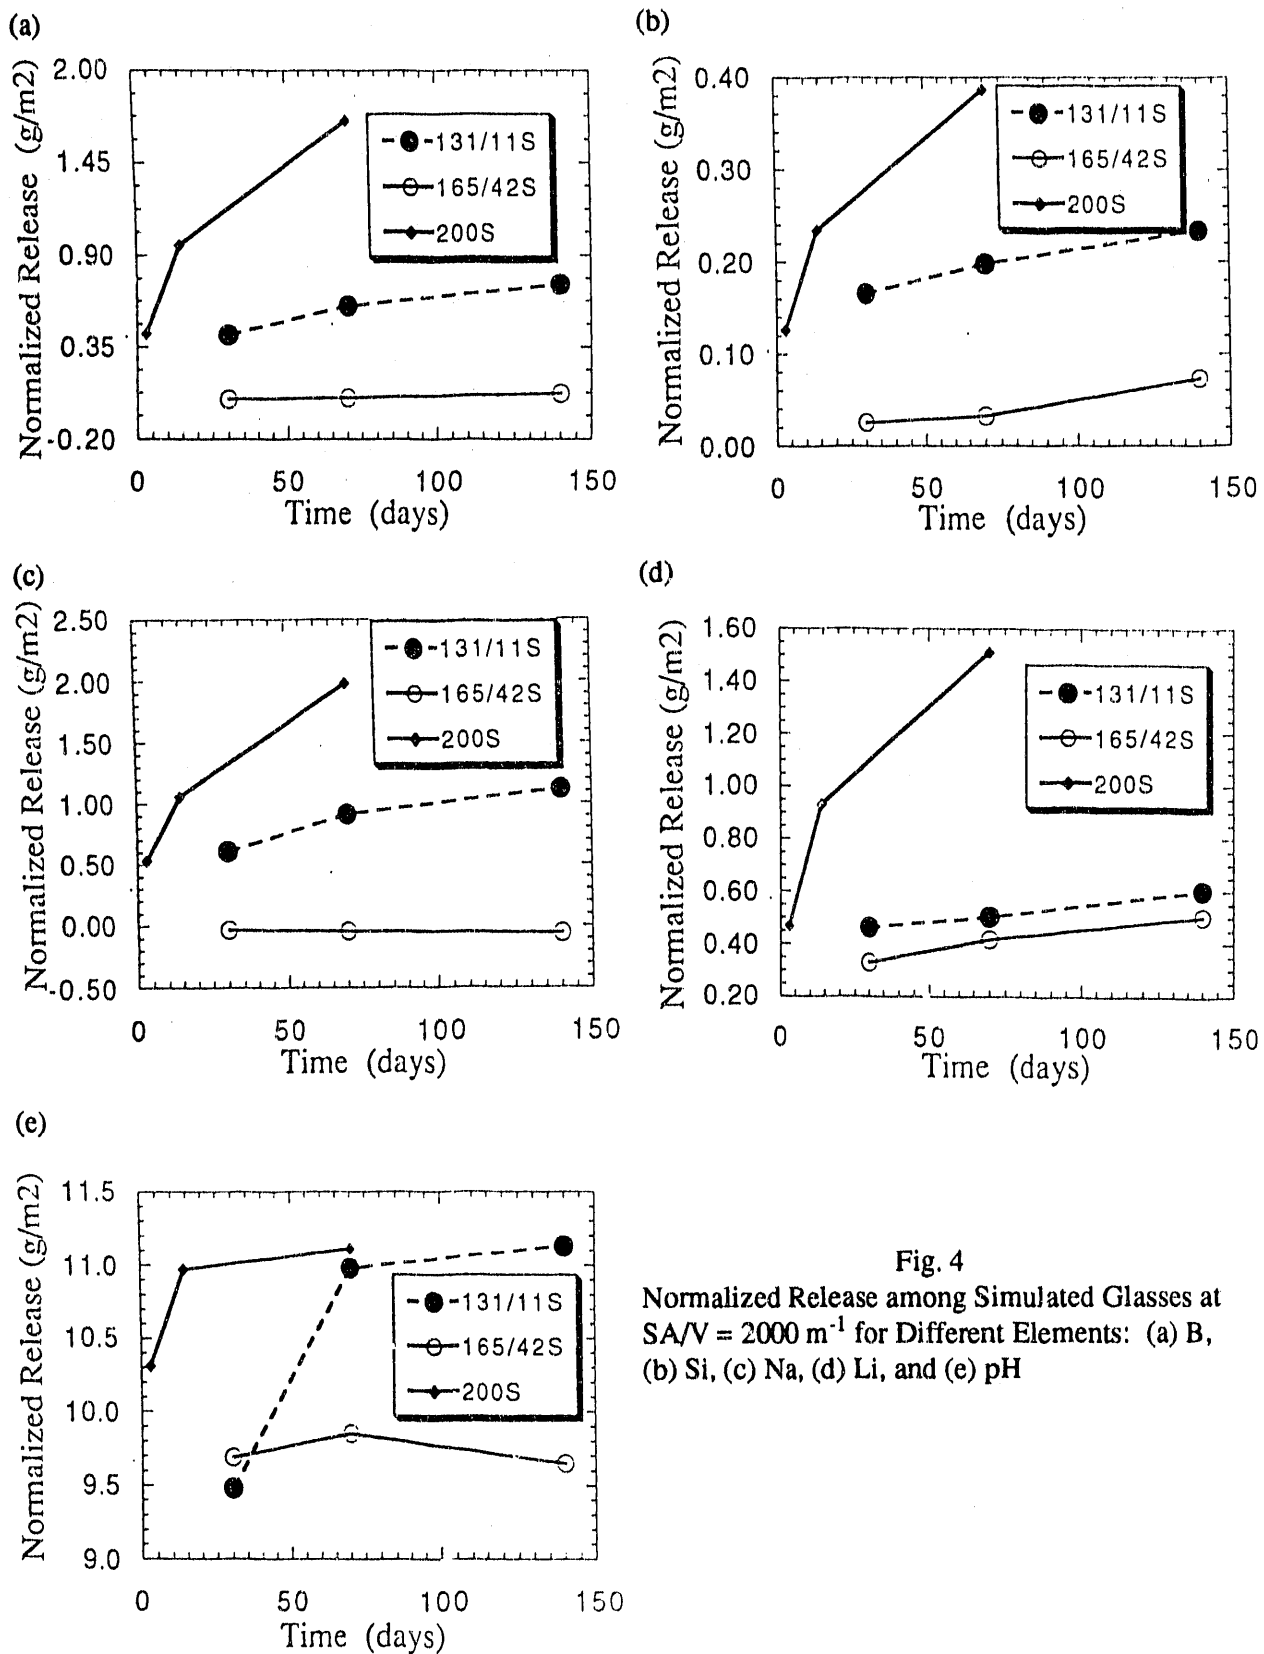 (a)
Normalized Release (g/m2)
2.00
1.45
0.90
0.35
-0.20
0 50 100 150
Time (days)
131/11S
165/42S
200S
(b)
Normalized Release (g/m2)
0.40
0.30
0.20
0.10
0.00
0 50 100 150
Time (days)
131/11S
165/42S
200S
(c)
Normalized Release (g/m2)
2.50
2.00
1.50
1.00
0.50
0.00
-0.50
0 50 100 150
Time (days)
131/11S
165/42S
200S
(d)
Normalized Release (g/m2)
1.60
1.40
1.20
1.00
0.80
0.60
0.40
0.20
0 50 100 150
Time (days)
131/11S
165/42S
200S
(e)
Normalized Release (g/m2)
11.5
11.0
10.5
10.0
9.5
9.0
0 50 100 150
Time (days)
131/11S
165/42S
200S
Fig. 4
Normalized Release among Simulated Glasses at
SA/V = 2000 m-1 for Different Elements: (a) B,
(b) Si, (c) Na, (d) Li, and (e) pH